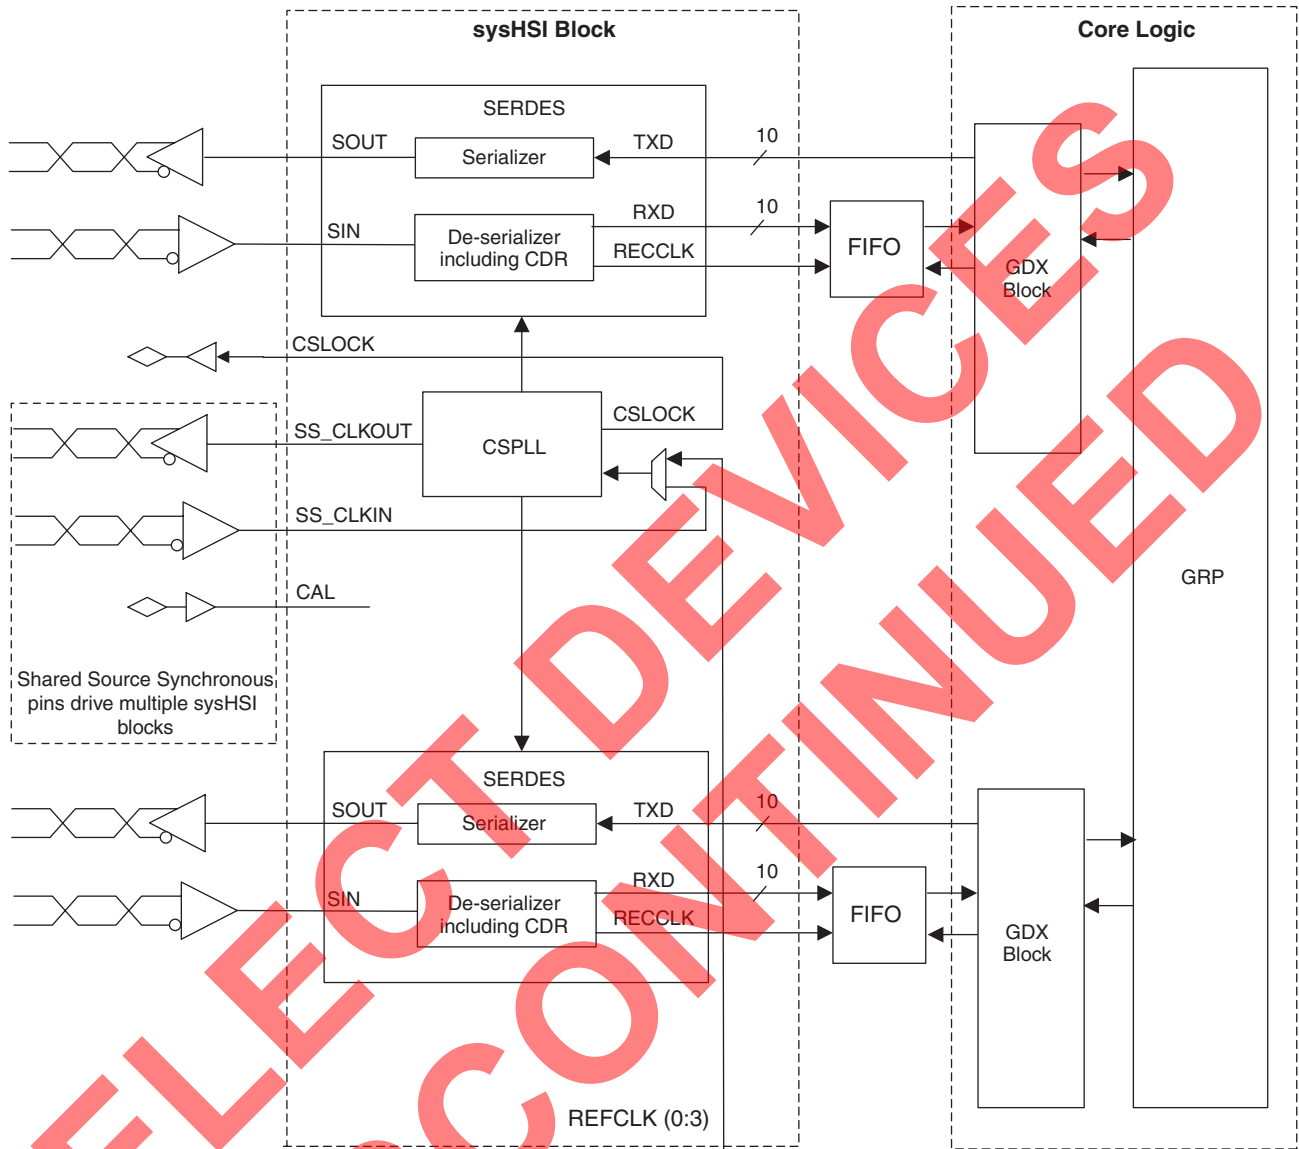 sysHSI Block
Core Logic
SERDES
SOUT
Serializer
TXD
10
SIN
De-serializer
including CDR
RXD
10
RECCLK
FIFO
GDX
Block
CSLOCK
CSLOCK
SS_CLKOUT
CSPLL
SS_CLKIN
CAL
GRP
Shared Source Synchronous
pins drive multiple sysHSI
blocks
SERDES
SOUT
Serializer
TXD
10
SIN
De-serializer
including CDR
RXD
10
RECCLK
FIFO
GDX
Block
REFCLK (0:3)
ELECT DEVICES
CONTINUED